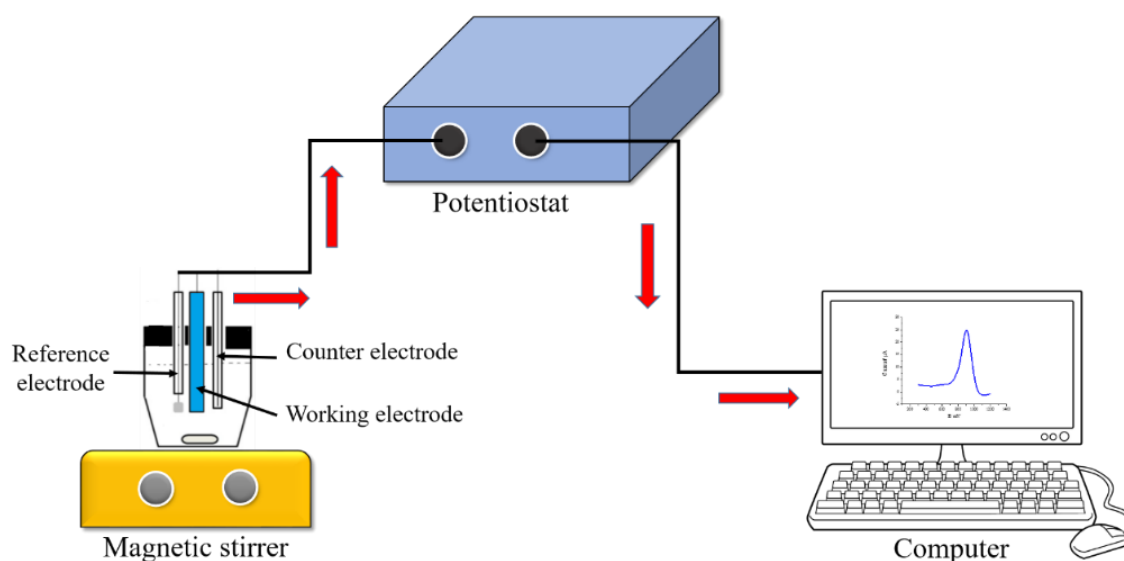 Potentiostat
Reference
electrode
Counter electrode
Working electrode
Magnetic stirrer
Computer